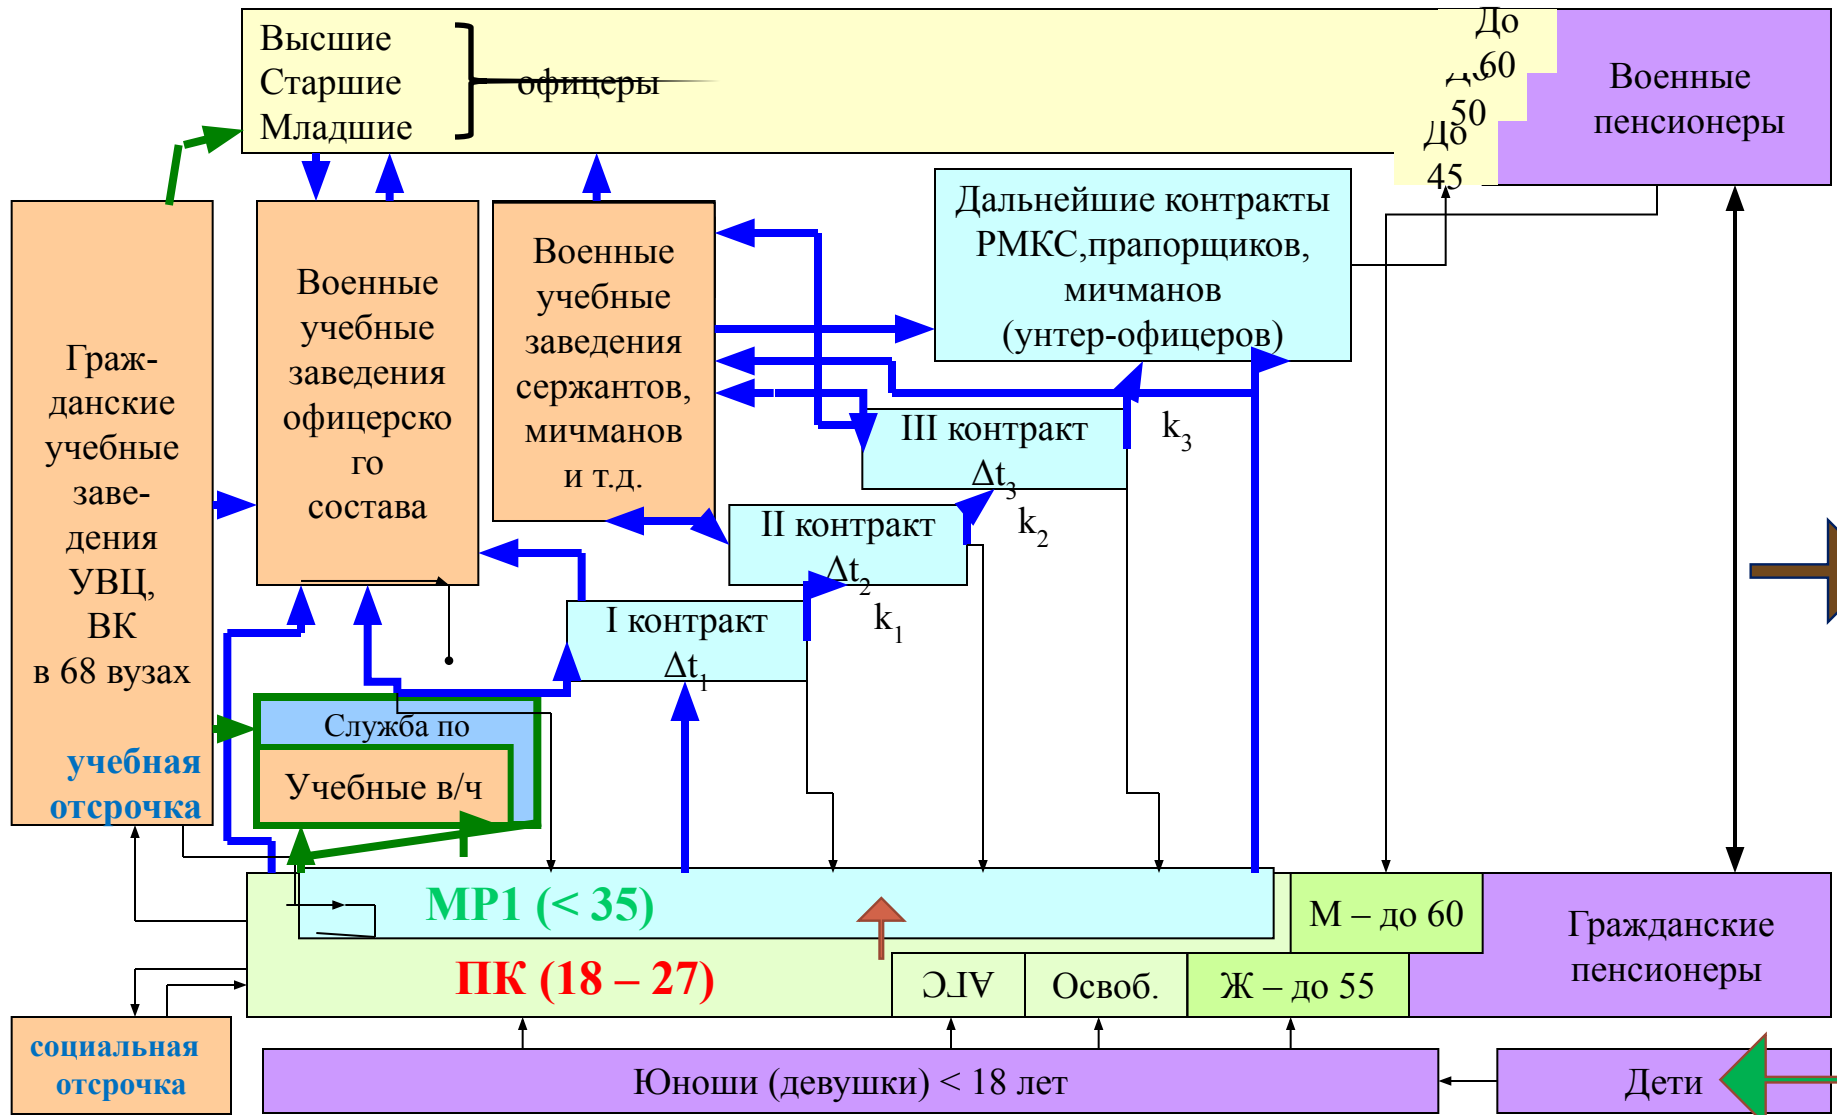 Высшие
Старшие
Младшие
офицеры
До
60
До
50
До
45
Военные
пенсионеры
Граж-
данские
учебные
заве-
дения
УВЦ,
ВК
в 68 вузах
учебная
отсрочка
Военные
учебные
заведения
офицерско
го
состава
Военные
учебные
заведения
сержантов,
мичманов
и т.д.
Дальнейшие контракты
РМКС,прапорщиков,
мичманов
(унтер-офицеров)
III контракт
Δt3
k3
II контракт
Δt2
k2
I контракт
Δt1
k1
Служба по
Учебные в/ч
МР1 (< 35)
ПК (18 – 27)
АГС
Освоб.
Ж – до 55
М – до 60
Гражданские
пенсионеры
социальная
отсрочка
Юноши (девушки) < 18 лет
Дети